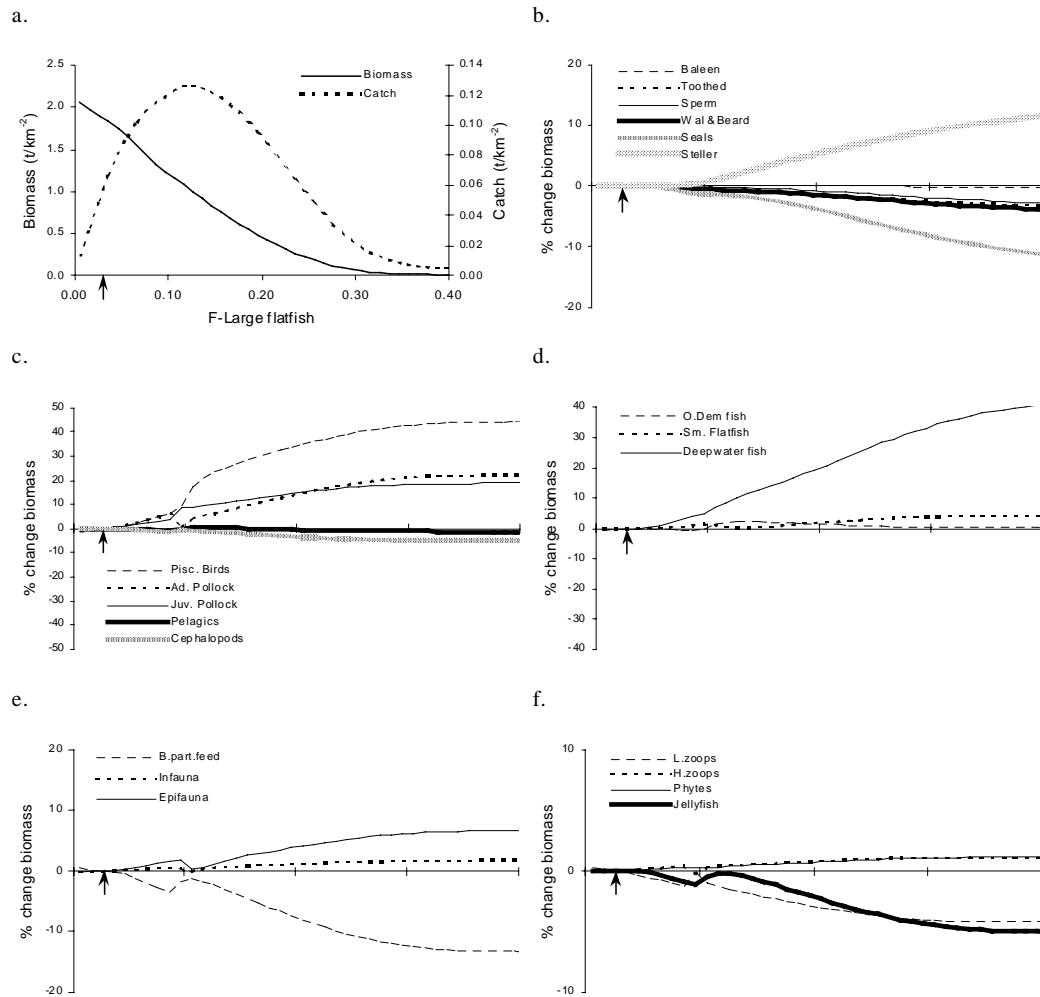 a.
2.5
2.0
1.5
1.0
0.5
0.0
Biomass (t/km⁻²)
0.14
0.12
0.10
0.08
0.06
0.04
0.02
0.00
Catch (t/km⁻²)
Biomass
Catch
0.00
0.10
0.20
0.30
0.40
F-Large flatfish
b.
20
10
0
-10
-20
% change biomass
Baleen
Toothed
Sperm
Wal&Beard
Seals
Steller
c.
50
40
30
20
10
0
-10
-20
-30
-40
-50
% change biomass
Pisc. Birds
Ad. Pollock
Juv. Pollock
Pelagics
Cephalopods
d.
40
30
20
10
0
-10
-20
-30
-40
% change biomass
O.Dem fish
Sm. Flatfish
Deepwater fish
e.
20
10
0
-10
-20
% change biomass
B.part.feed
Infauna
Epifauna
f.
10
0
-10
% change biomass
L.zoops
H.zoops
Phytes
Jellyfish